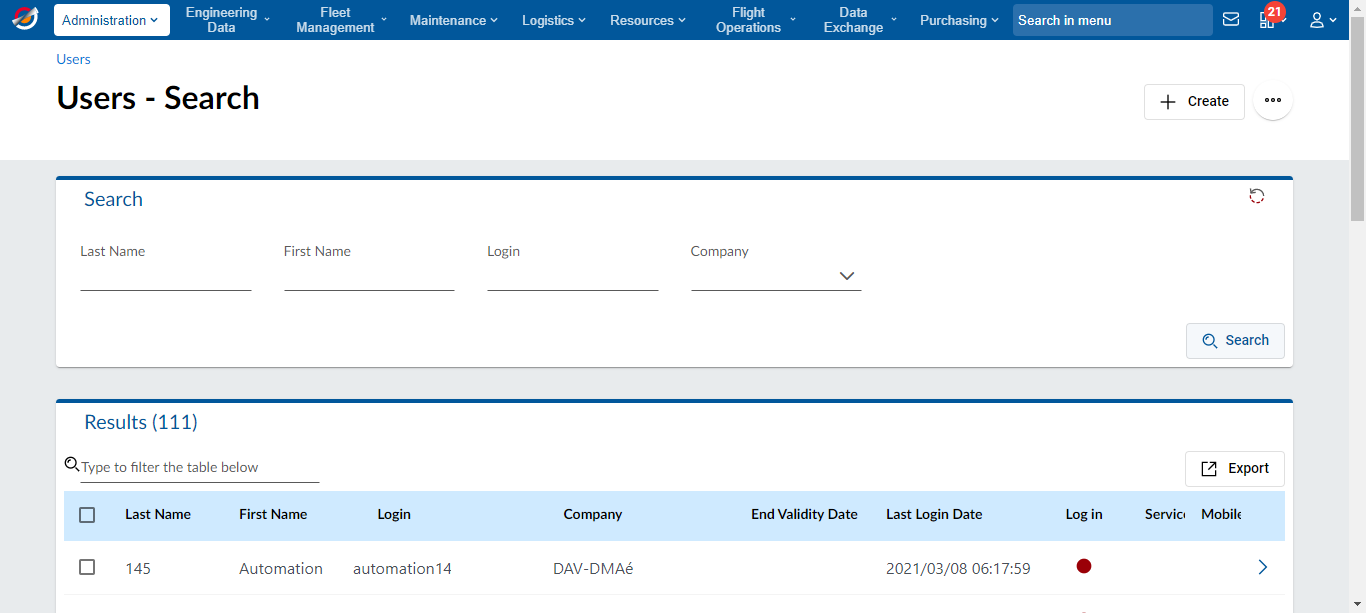 Administration
Engineering Data
Fleet Management
Maintenance
Logistics
Resources
Flight Operations
Data Exchange
Purchasing
Search in menu
21
Users
Users - Search
Create
Search
Last Name
First Name
Login
Company
Search
Results (111)
Type to filter the table below
Export
Last Name First Name Login Company End Validity Date Last Login Date Log in Servic Mobile
145 Automation automation14 DAV-DMAé 2021/03/08 06:17:59